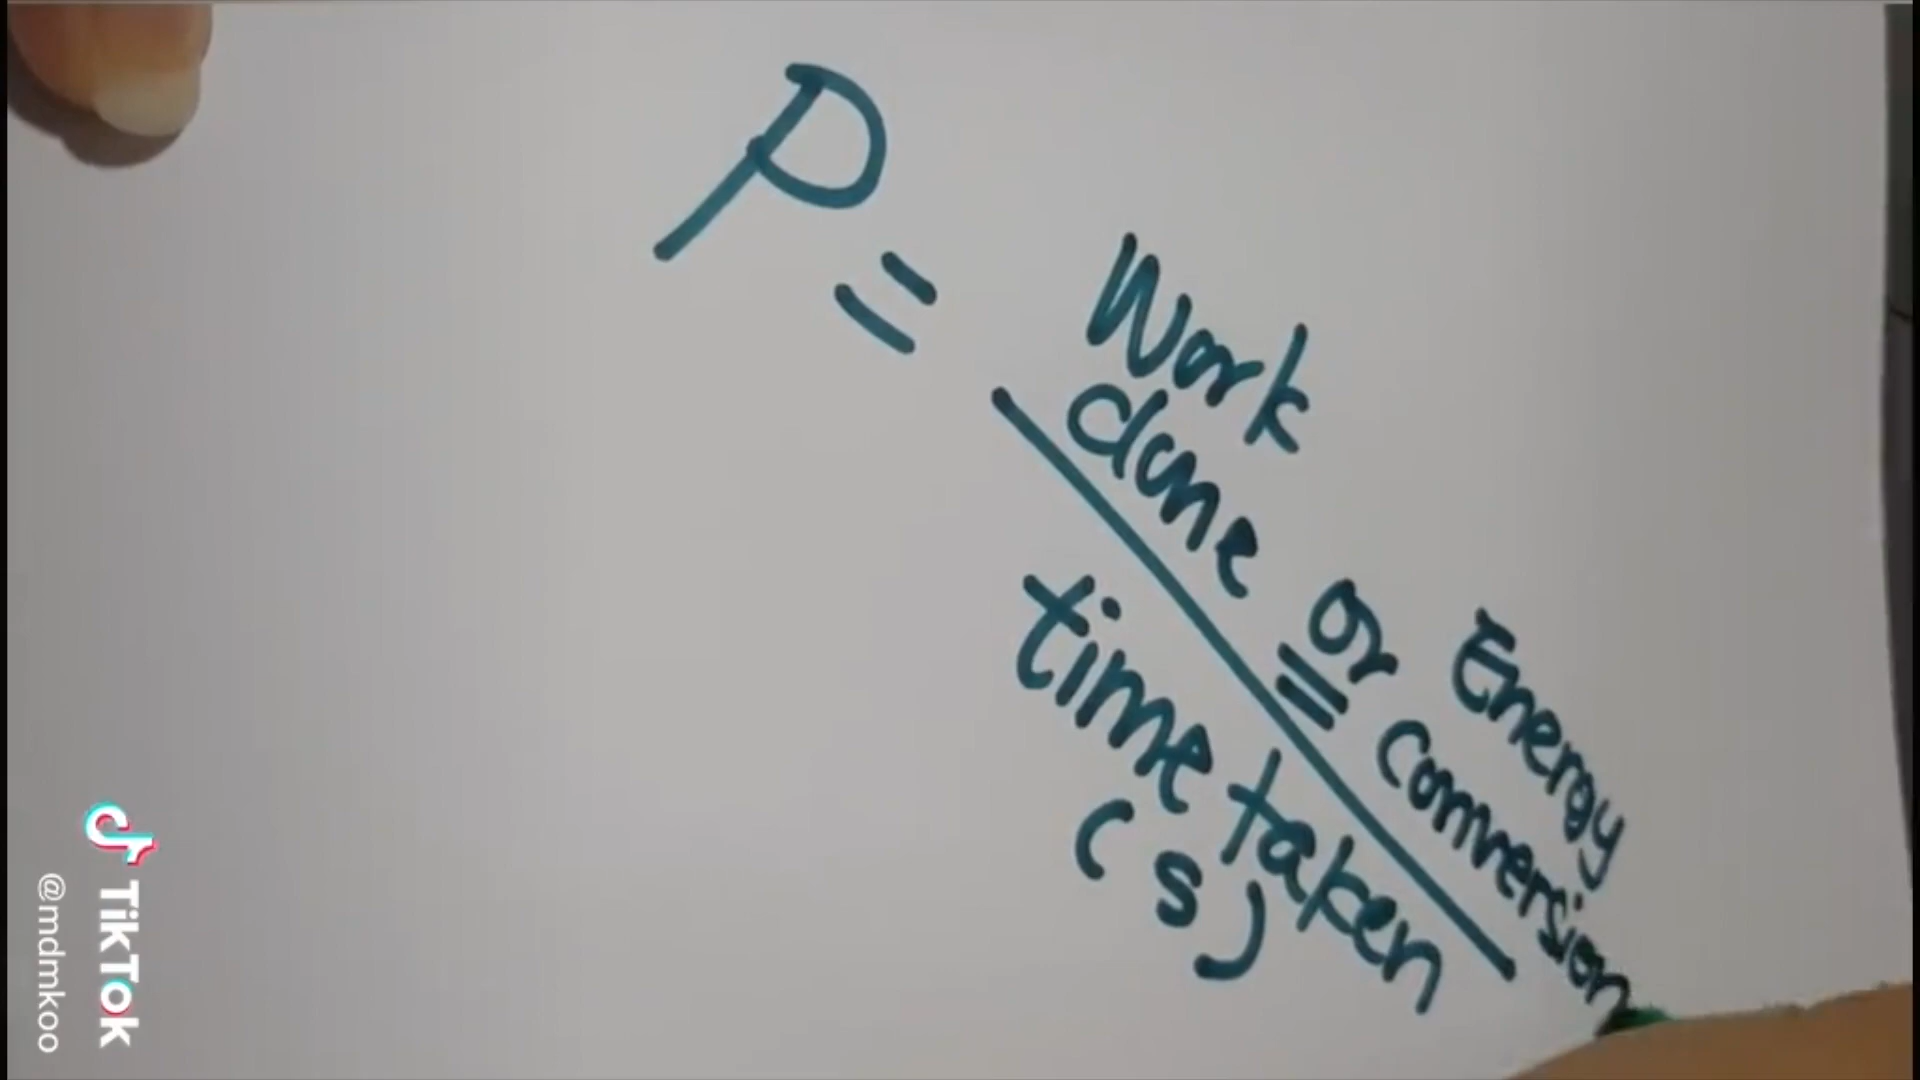 P =
Work
done or
Energy
conversion
time taken
(s)
TikTok
@mdmkoo